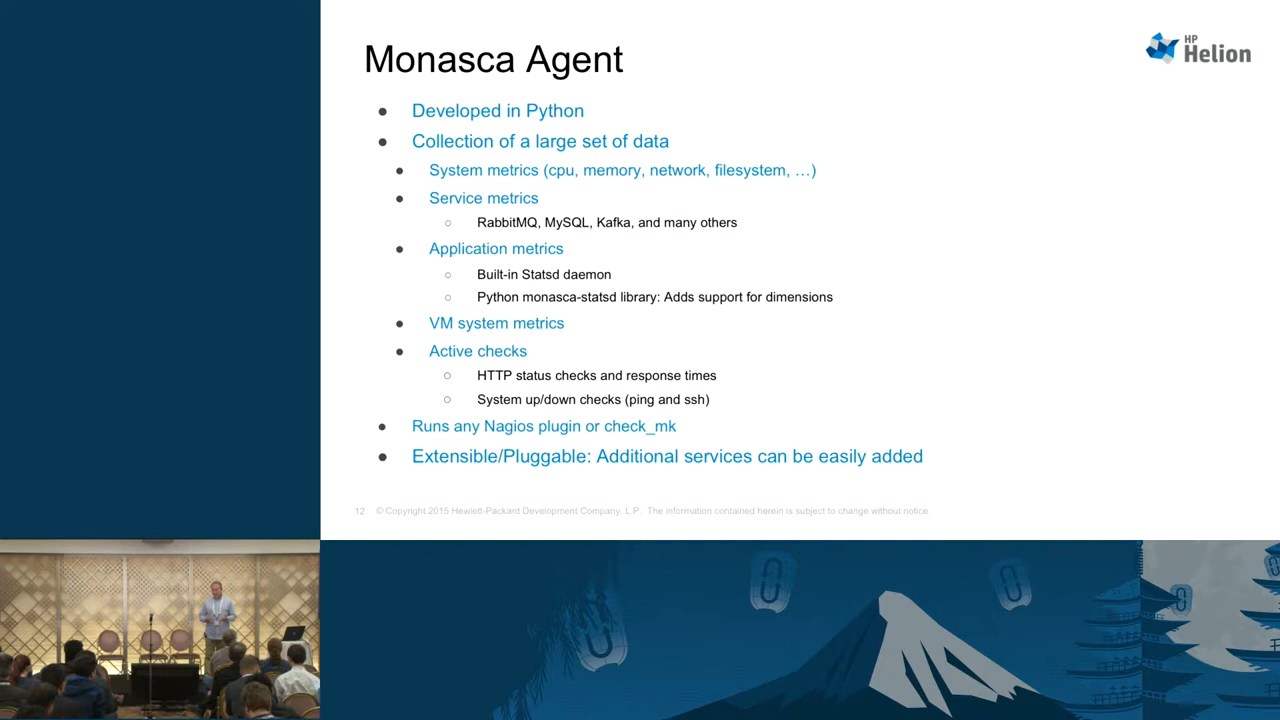 Monasca Agent
HP
Helion
● Developed in Python
● Collection of a large set of data
● System metrics (cpu, memory, network, filesystem, …)
● Service metrics
○ RabbitMQ, MySQL, Kafka, and many others
● Application metrics
○ Built-in Statsd daemon
○ Python monasca-statsd library: Adds support for dimensions
● VM system metrics
● Active checks
○ HTTP status checks and response times
○ System up/down checks (ping and ssh)
● Runs any Nagios plugin or check_mk
● Extensible/Pluggable: Additional services can be easily added
12 © Copyright 2015 Hewlett-Packard Development Company, L.P. The information contained herein is subject to change without notice.